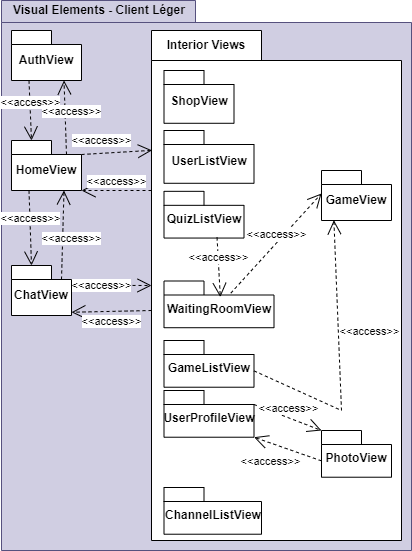 Visual Elements - Client Léger
Interior Views
AuthView
ShopView
<<access>>
<<access>>
<<access>>
UserListView
HomeView
<<access>>
GameView
QuizListView
<<access>>
<<access>>
<<access>>
<<access>>
<<access>>
ChatView
WaitingRoomView
<<access>>
<<access>>
GameListView
<<access>>
UserProfileView
PhotoView
<<access>>
ChannelListView